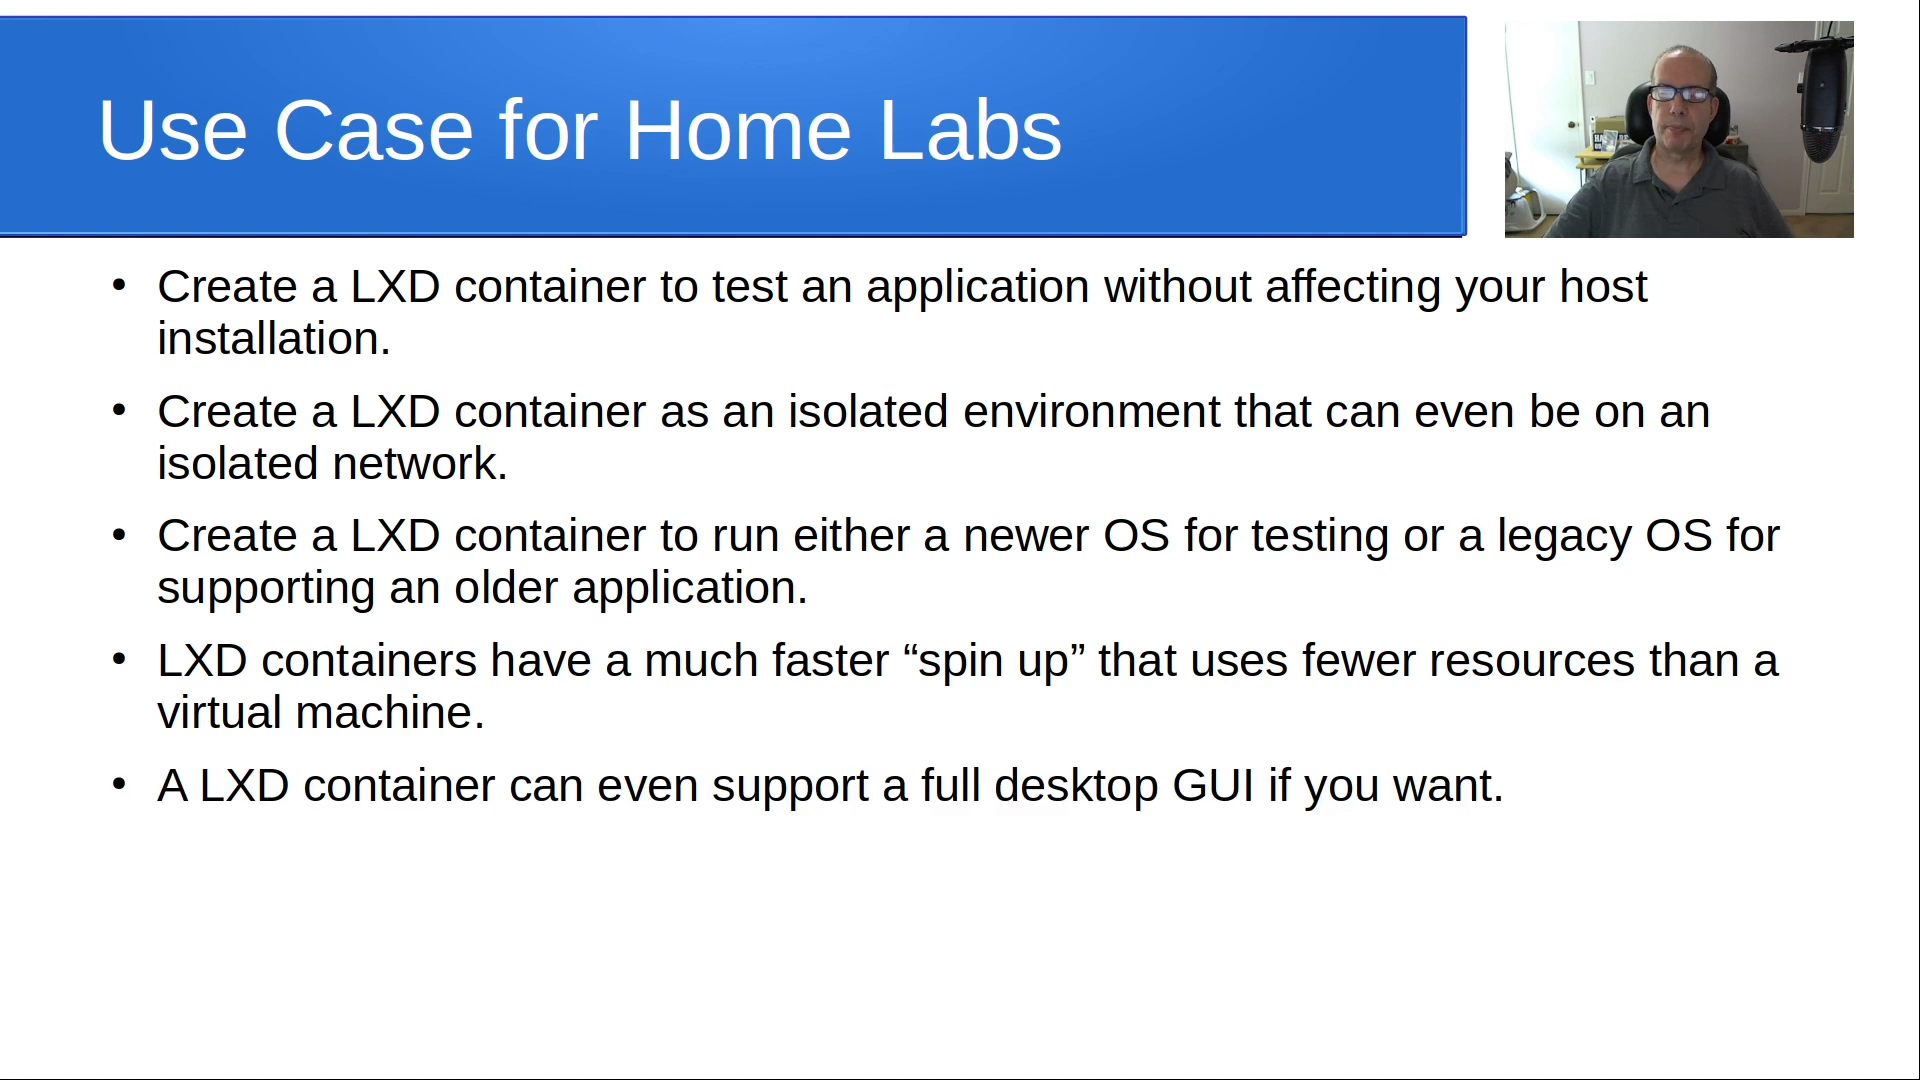 Use Case for Home Labs
• Create a LXD container to test an application without affecting your host
installation.
• Create a LXD container as an isolated environment that can even be on an
isolated network.
• Create a LXD container to run either a newer OS for testing or a legacy OS for
supporting an older application.
• LXD containers have a much faster “spin up” that uses fewer resources than a
virtual machine.
• A LXD container can even support a full desktop GUI if you want.